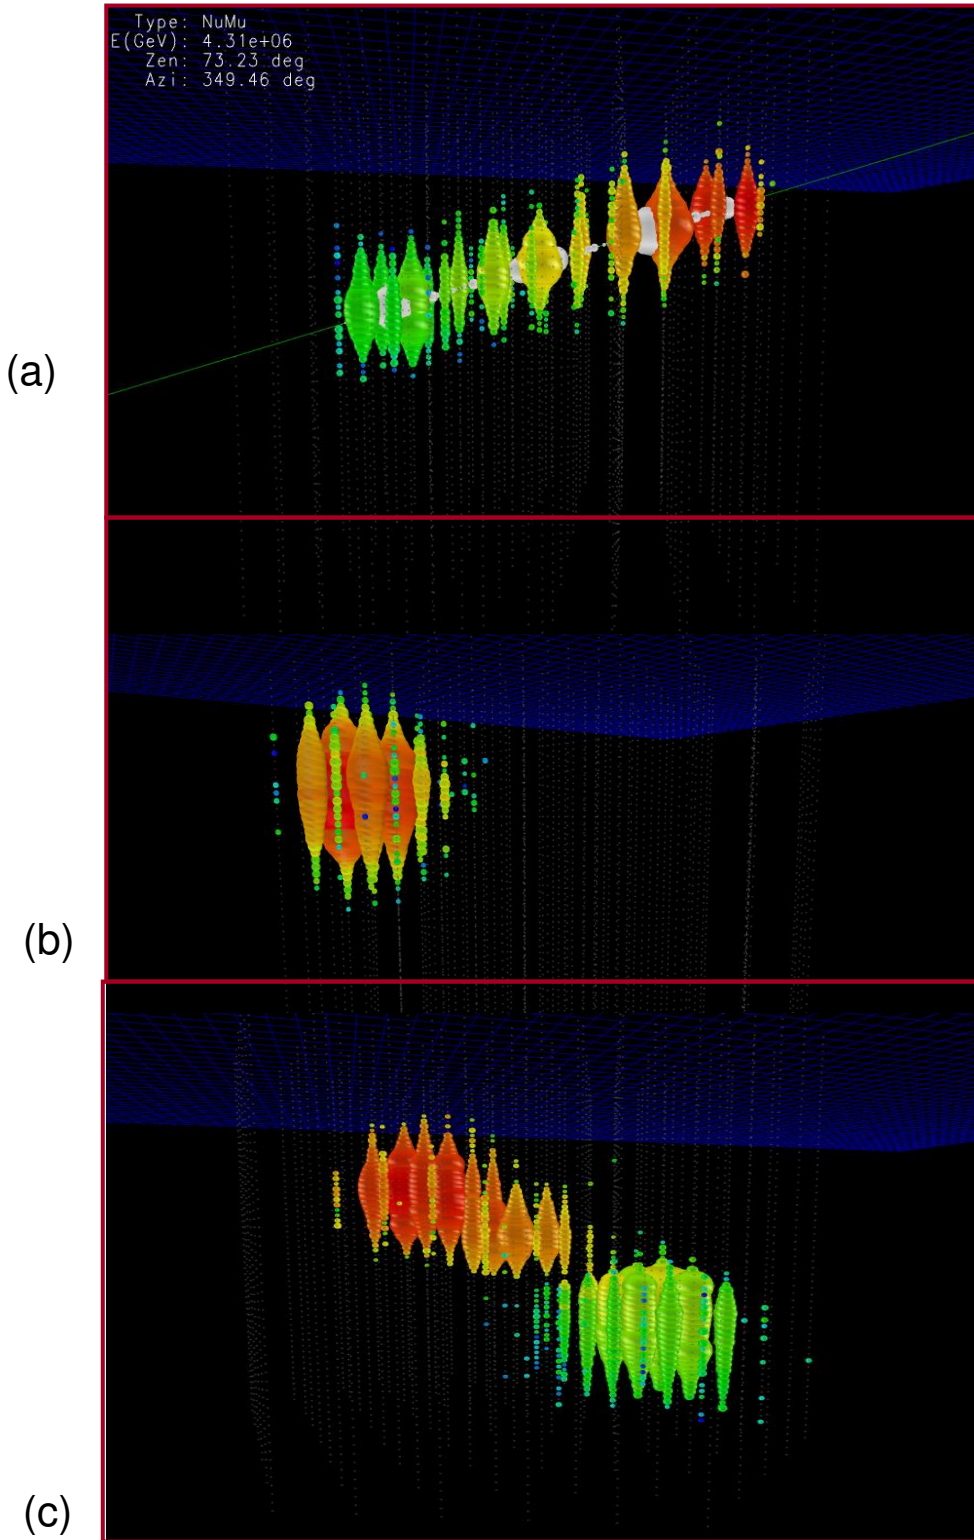 Type: NuMu
E(GeV): 4.31e+06
Zen: 73.23 deg
Azi: 349.46 deg
(a)
(b)
(c)